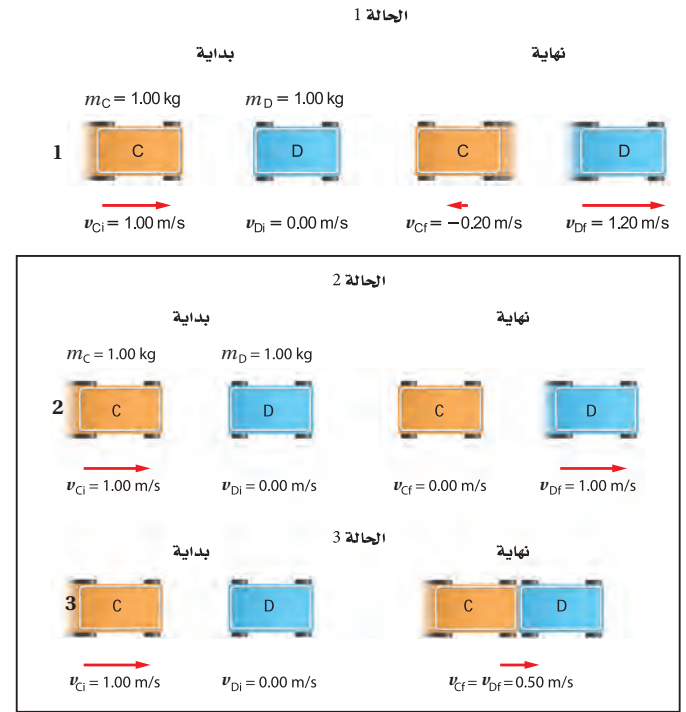 الحالة 1
بداية
نهاية
m_C = 1.00 kg
m_D = 1.00 kg
1
C
D
C
D
v_Ci = 1.00 m/s
v_Di = 0.00 m/s
v_Cf = −0.20 m/s
v_Df = 1.20 m/s
الحالة 2
بداية
نهاية
m_C = 1.00 kg
m_D = 1.00 kg
2
C
D
C
D
v_Ci = 1.00 m/s
v_Di = 0.00 m/s
v_Cf = 0.00 m/s
v_Df = 1.00 m/s
الحالة 3
بداية
نهاية
3
C
D
C
D
v_Ci = 1.00 m/s
v_Di = 0.00 m/s
v_Cf = v_Df = 0.50 m/s